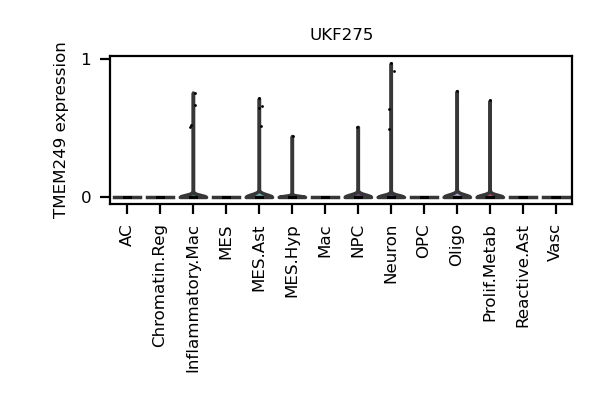 UKF275
TMEM249 expression
1
0
AC
Chromatin.Reg
Inflammatory.Mac
MES
MES.Ast
MES.Hyp
Mac
NPC
Neuron
OPC
Oligo
Prolif.Metab
Reactive.Ast
Vasc